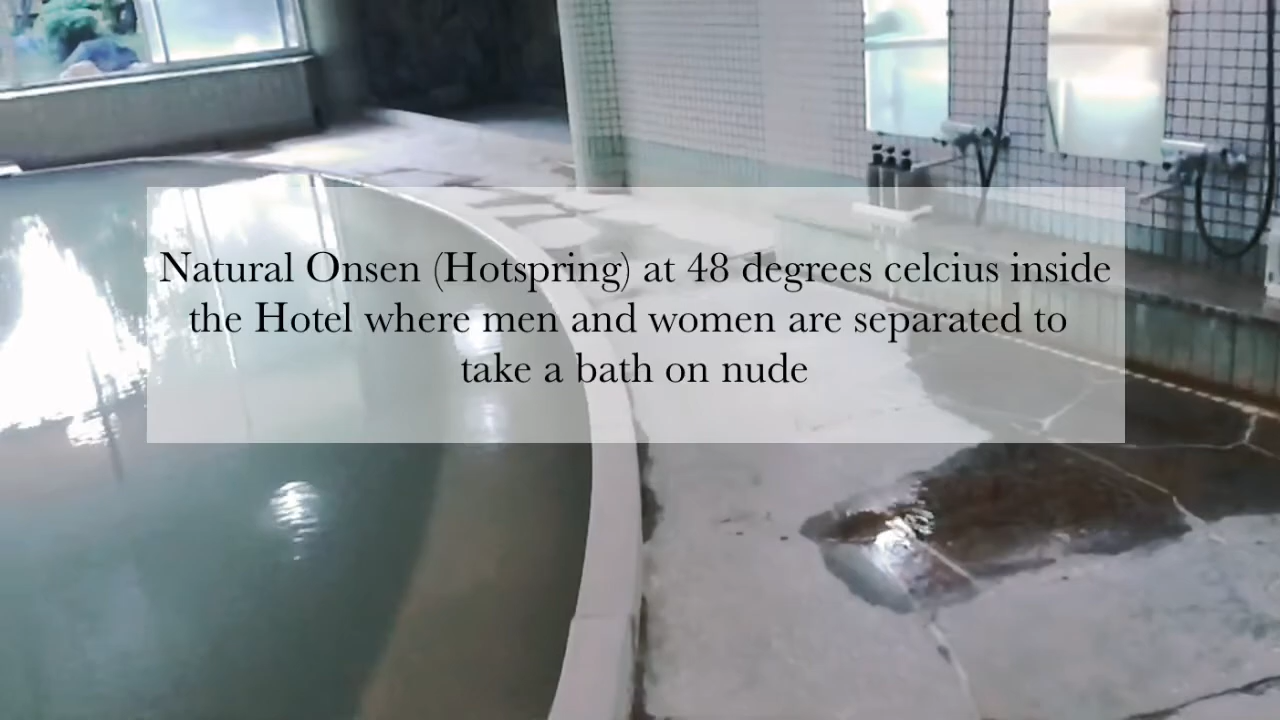 Natural Onsen (Hotspring) at 48 degrees celcius inside
the Hotel where men and women are separated to
take a bath on nude